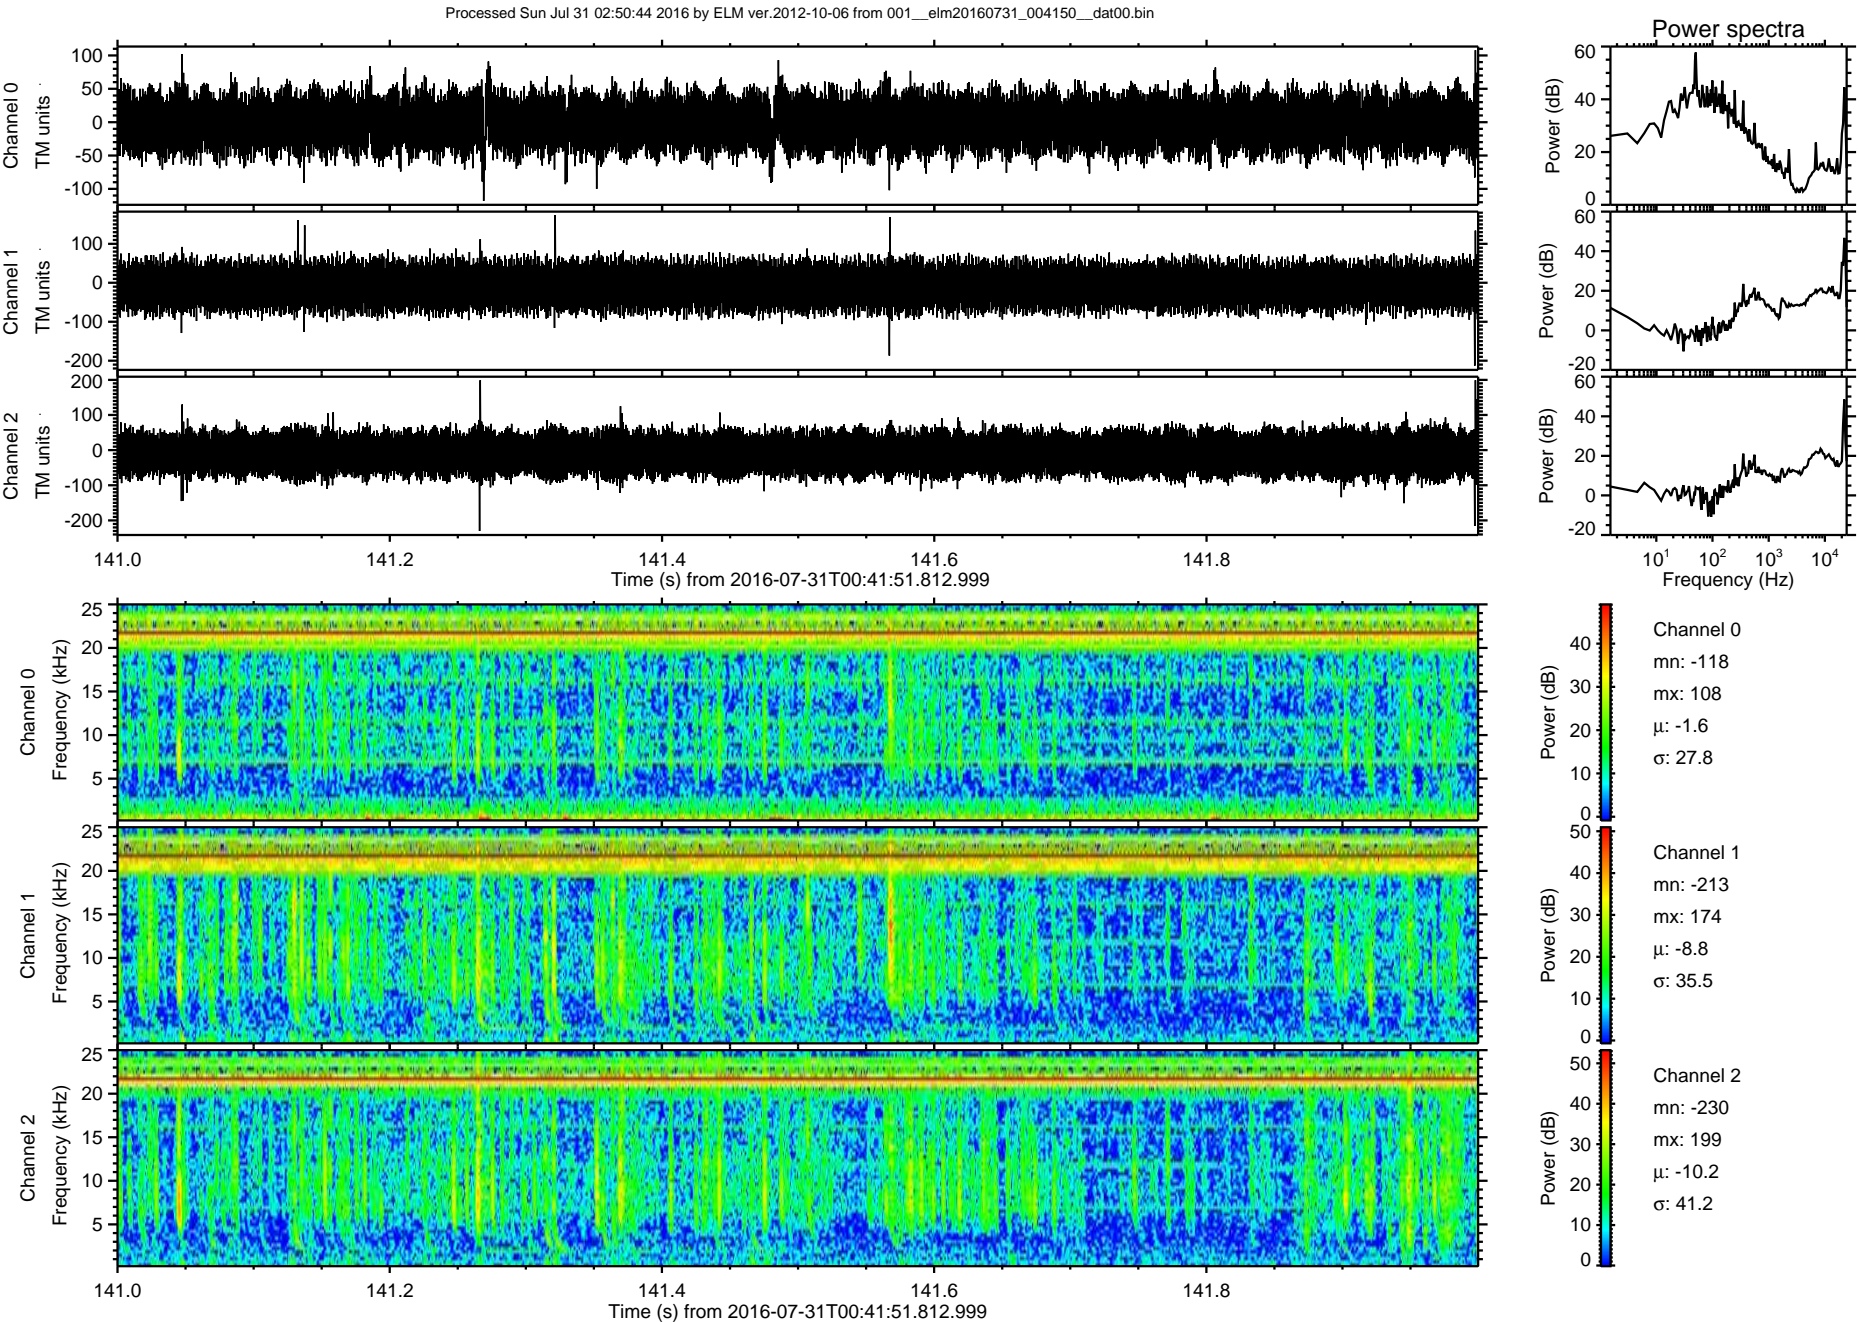 Processed Sun Jul 31 02:50:44 2016 by ELM ver.2012-10-06 from 001__elm20160731_004150__dat00.bin
Power spectra
Channel 0
TM units
100
50
0
-50
-100
Power (dB)
60
40
20
0
Channel 1
TM units
100
0
-100
-200
Power (dB)
60
40
20
0
-20
Channel 2
TM units
200
100
0
-100
-200
Power (dB)
60
40
20
0
-20
141.0 141.2 141.4 141.6 141.8
Time (s) from 2016-07-31T00:41:51.812.999
10^1 10^2 10^3 10^4
Frequency (Hz)
Channel 0
Frequency (kHz)
25
20
15
10
5
Power (dB)
40
30
20
10
0
Channel 0
mn: -118
mx: 108
μ: -1.6
σ: 27.8
Channel 1
Frequency (kHz)
25
20
15
10
5
Power (dB)
50
40
30
20
10
0
Channel 1
mn: -213
mx: 174
μ: -8.8
σ: 35.5
Channel 2
Frequency (kHz)
25
20
15
10
5
Power (dB)
50
40
30
20
10
0
Channel 2
mn: -230
mx: 199
μ: -10.2
σ: 41.2
141.0 141.2 141.4 141.6 141.8
Time (s) from 2016-07-31T00:41:51.812.999